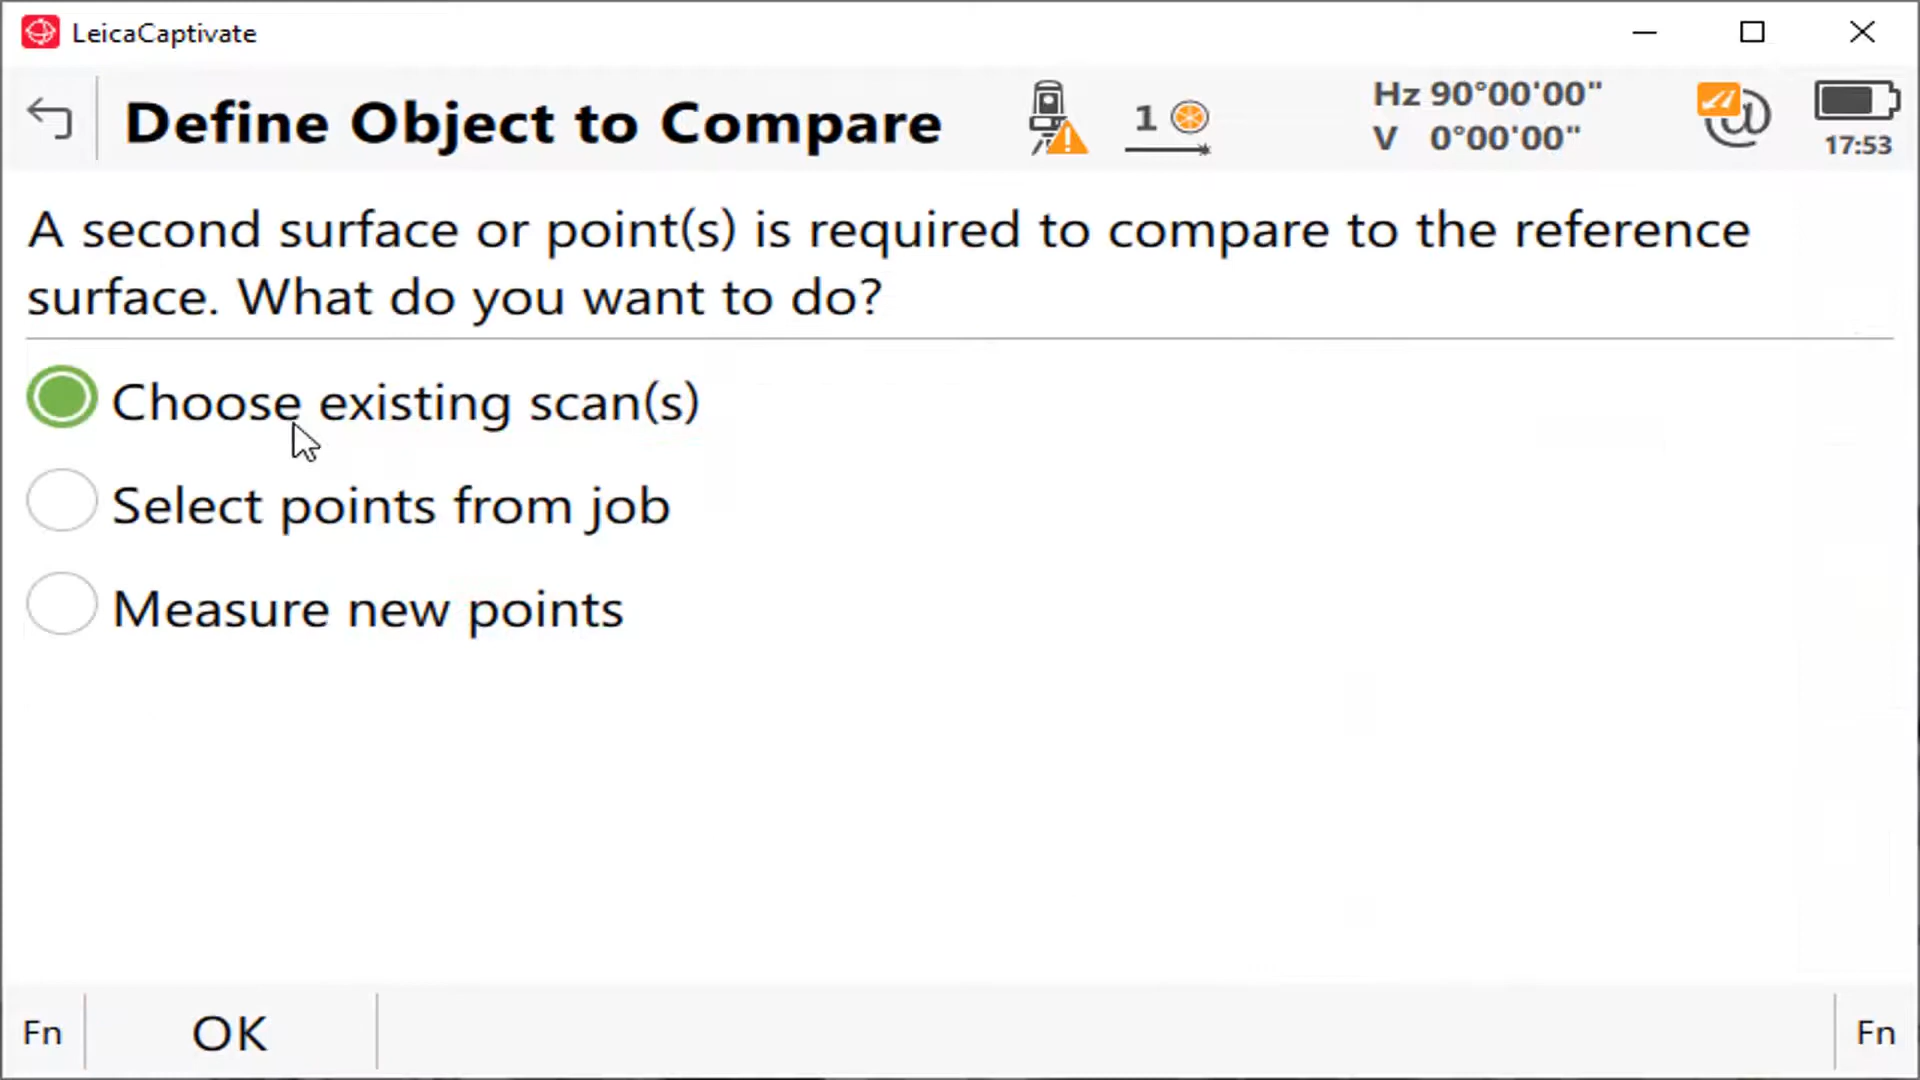 LeicaCaptivate
Define Object to Compare
1
Hz 90°00'00"
V 0°00'00"
17:53
A second surface or point(s) is required to compare to the reference
surface. What do you want to do?
Choose existing scan(s)
Select points from job
Measure new points
Fn
OK
Fn